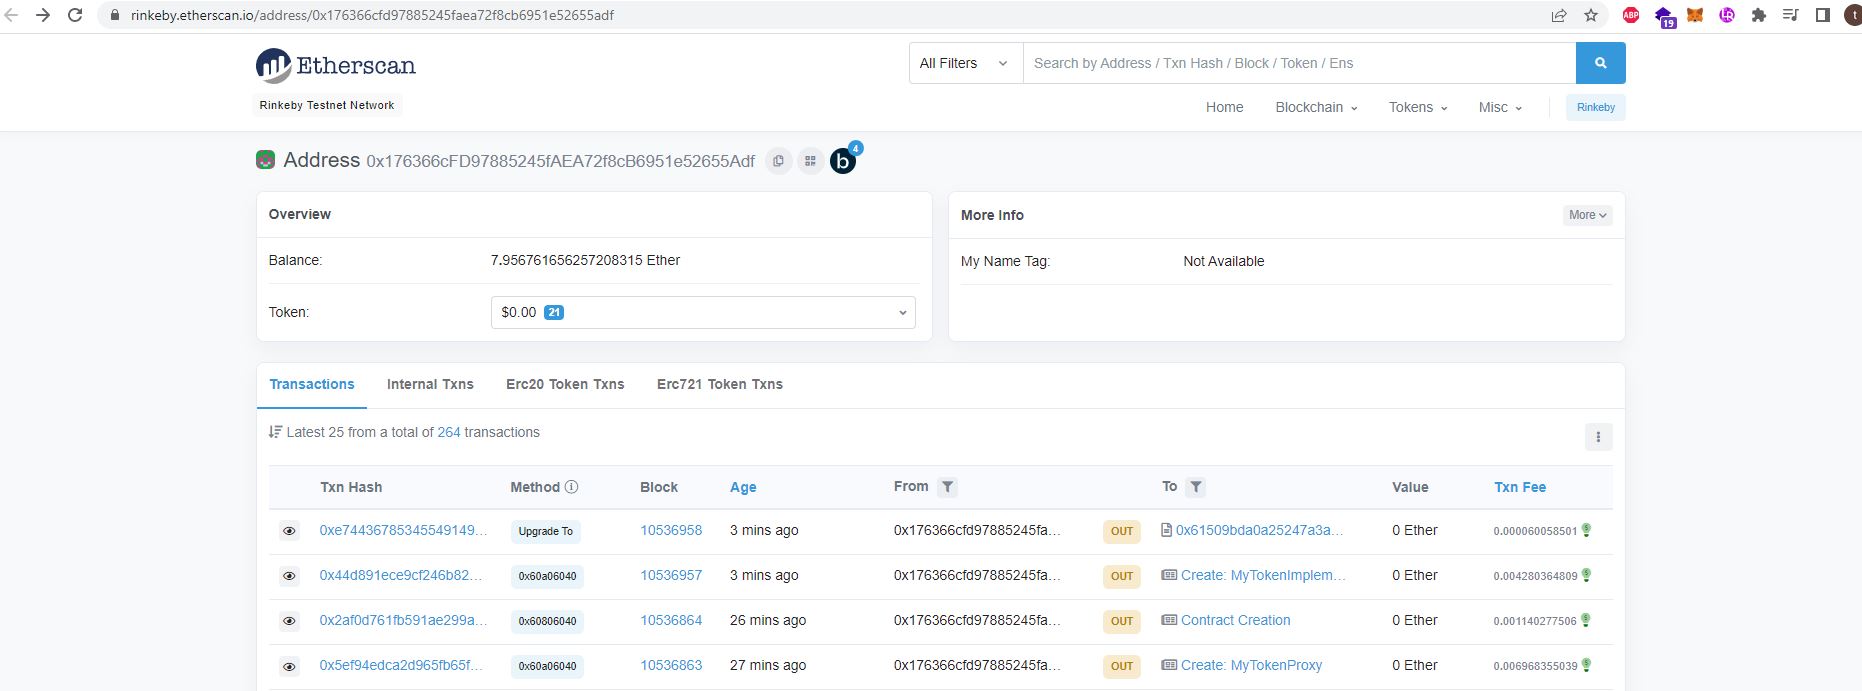 rinkeby.etherscan.io/address/0x176366cfd97885245faea72f8cb6951e52655adf
ABP
19
t
Etherscan
All Filters
Search by Address / Txn Hash / Block / Token / Ens
Rinkeby Testnet Network
Home Blockchain Tokens Misc Rinkeby
Address 0x176366cFD97885245fAEA72f8cB6951e52655Adf b 4
Overview
Balance: 7.956761656257208315 Ether
Token: $0.00 21
More Info More
My Name Tag: Not Available
Transactions Internal Txns Erc20 Token Txns Erc721 Token Txns
Latest 25 from a total of 264 transactions
Txn Hash Method Block Age From To Value Txn Fee
0xe74436785345549149... Upgrade To 10536958 3 mins ago 0x176366cfd97885245fa... OUT 0x61509bda0a25247a3a... 0 Ether 0.000060058501
0x44d891ece9cf246b82... 0x60a06040 10536957 3 mins ago 0x176366cfd97885245fa... OUT Create: MyTokenImplem... 0 Ether 0.004280364809
0x2af0d761fb591ae299a... 0x60806040 10536864 26 mins ago 0x176366cfd97885245fa... OUT Contract Creation 0 Ether 0.001140277506
0x5ef94edca2d965fb65f... 0x60a06040 10536863 27 mins ago 0x176366cfd97885245fa... OUT Create: MyTokenProxy 0 Ether 0.006968355039